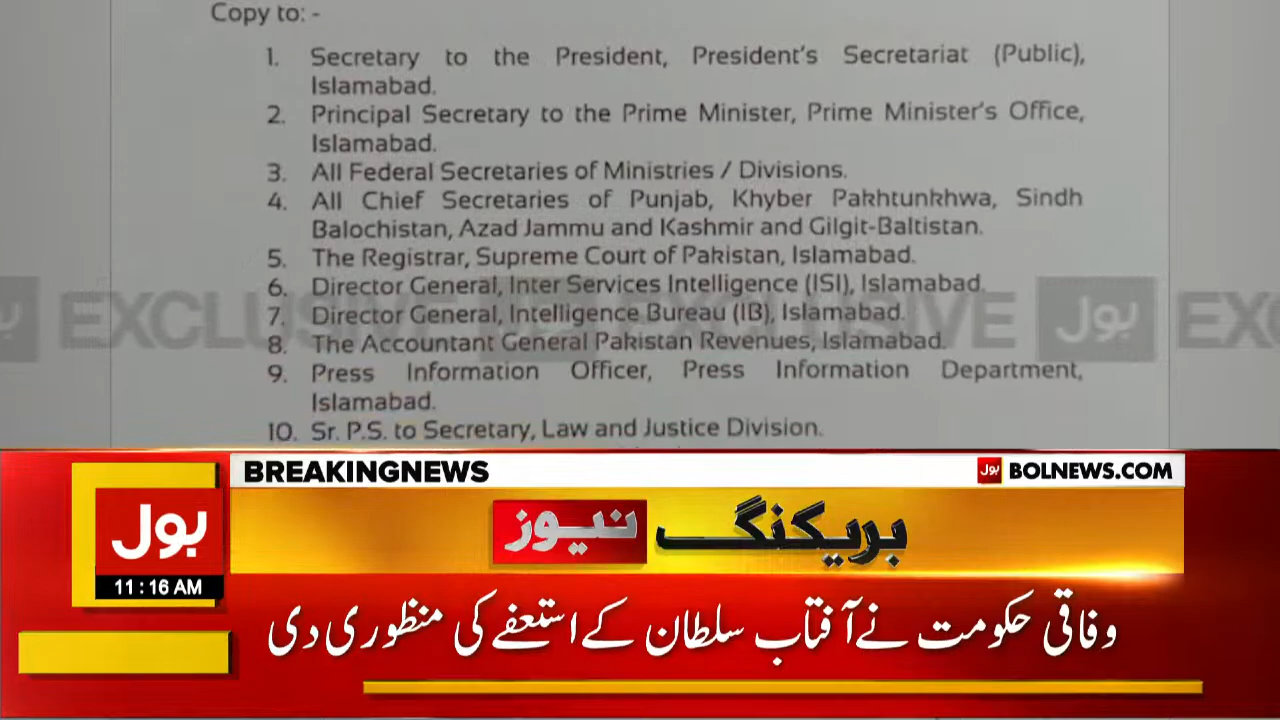 Copy to: -
1. Secretary to the President, President's Secretariat (Public),
Islamabad.
2. Principal Secretary to the Prime Minister, Prime Minister's Office,
Islamabad.
3. All Federal Secretaries of Ministries / Divisions.
4. All Chief Secretaries of Punjab, Khyber Pakhtunkhwa, Sindh
Balochistan, Azad Jammu and Kashmir and Gilgit-Baltistan.
5. The Registrar, Supreme Court of Pakistan, Islamabad.
6. Director General, Inter Services Intelligence (ISI), Islamabad.
بول EXCLUSIVE بول EXCLUSIVE بول EXC
7. Director General, Intelligence Bureau (IB), Islamabad.
8. The Accountant General Pakistan Revenues, Islamabad.
9. Press Information Officer, Press Information Department,
Islamabad.
10. Sr. P.S. to Secretary, Law and Justice Division.
BREAKINGNEWS
بول BOLNEWS.COM
بول
11:16 AM
بریکنگ نیوز
وفاقی حکومت نے آفتاب سلطان کے استعفے کی منظوری دی